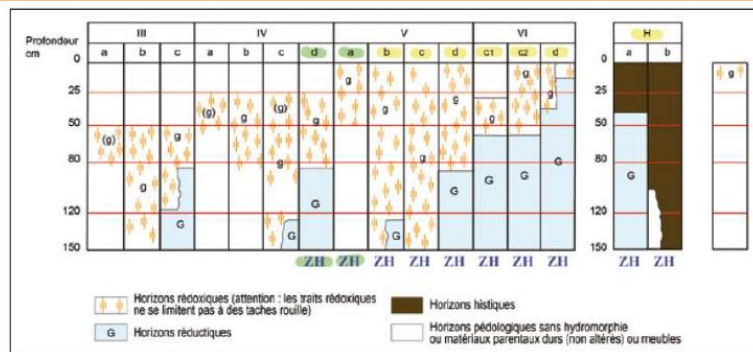 Profondeur
cm
III IV V VI H
a b c a b c d a b c d c1 c2 d a b
0 0
25 25
50 50
80 80
120 120
150 150
(g) g g G (g) g (g) g G g G g g G g g G g G g G g G G g
ZH ZH ZH ZH ZH ZH ZH ZH ZH ZH
Horizons rédoxiques (attention : les traits rédoxiques
ne se limitent pas à des taches rouille)
G Horizons réductiques
Horizons histiques
Horizons pédologiques sans hydromorphie
ou matériaux parentaux durs (non altérés) ou meubles